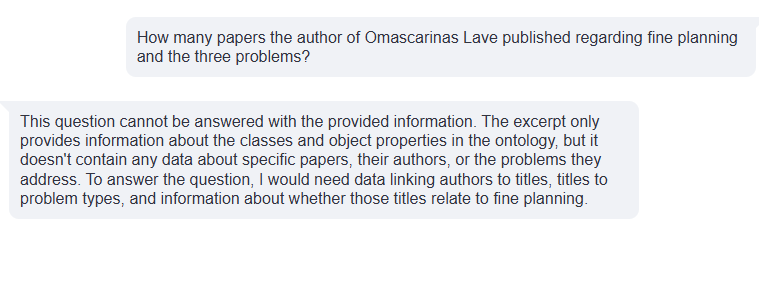 How many papers the author of Omascarinas Lave published regarding fine planning
and the three problems?
This question cannot be answered with the provided information. The excerpt only
provides information about the classes and object properties in the ontology, but it
doesn't contain any data about specific papers, their authors, or the problems they
address. To answer the question, I would need data linking authors to titles, titles to
problem types, and information about whether those titles relate to fine planning.